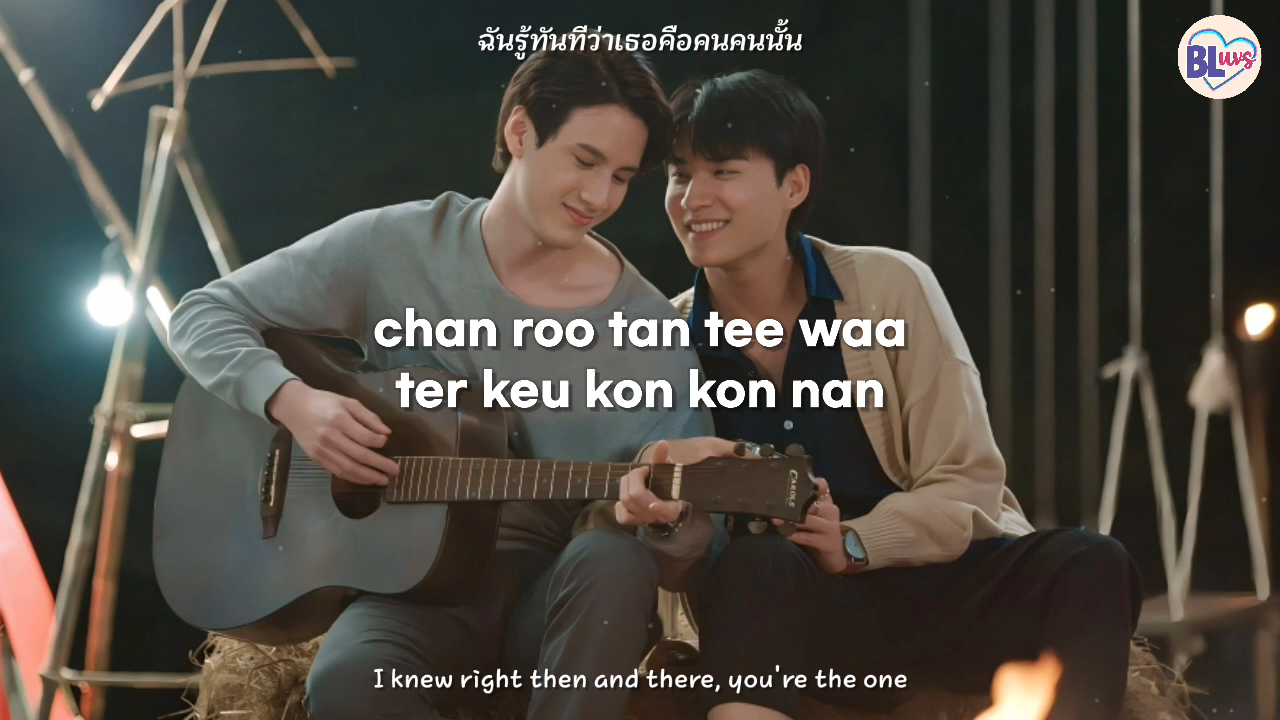 ฉันรู้ทันทีว่าเธอคือคนคนนั้น
BLuvs
chan roo tan tee waa
ter keu kon kon nan
CAROLS
I knew right then and there, you're the one